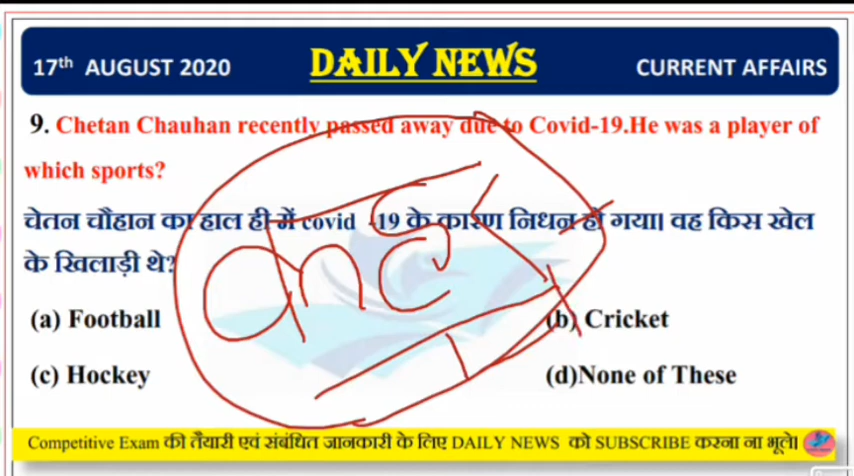 17th AUGUST 2020 DAILY NEWS CURRENT AFFAIRS
9. Chetan Chauhan recently passed away due to Covid-19.He was a player of
which sports?
चेतन चौहान का हाल ही में covid -19 के कारण निधन हो गया। वह किस खेल
के खिलाड़ी थे?
(a) Football (b) Cricket
(c) Hockey (d)None of These
Competitive Exam की तैयारी एवं संबंधित जानकारी के लिए DAILY NEWS को SUBSCRIBE करना ना भूले।